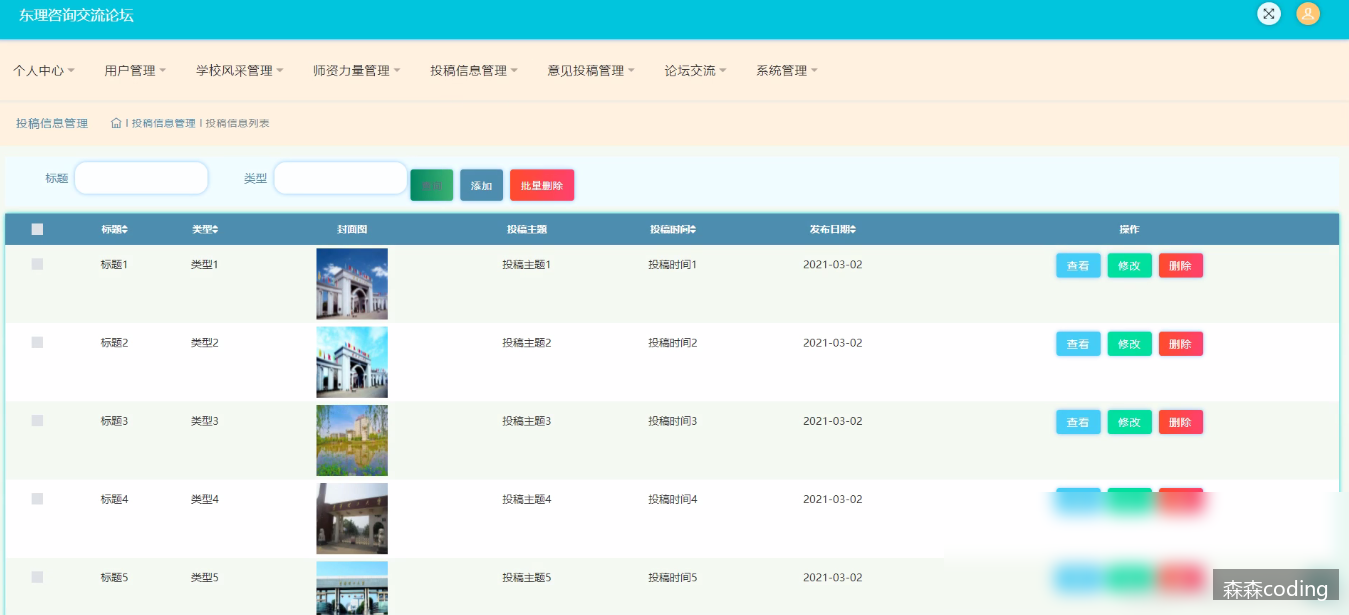 东理咨询交流论坛
个人中心 用户管理 学校风采管理 师资力量管理 投稿信息管理 意见投稿管理 论坛交流 系统管理
投稿信息管理 投稿信息管理 投稿信息列表
标题 类型 添加 批量删除
标题 类型 封面图 投稿主题 投稿时间 发布日期 操作
标题1 类型1 投稿主题1 投稿时间1 2021-03-02 查看 修改 删除
标题2 类型2 投稿主题2 投稿时间2 2021-03-02 查看 修改 删除
标题3 类型3 投稿主题3 投稿时间3 2021-03-02 查看 修改 删除
标题4 类型4 投稿主题4 投稿时间4 2021-03-02
标题5 类型5 投稿主题5 投稿时间5 2021-03-02
森森coding